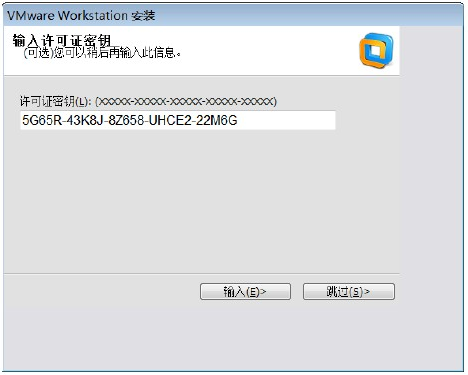 VMware Workstation 安装
输入许可证密钥
(可选)您可以稍后再输入此信息。
许可证密钥(L): (XXXXX-XXXXX-XXXXX-XXXXX-XXXXX)
5G65R-43K8J-8Z658-UHCE2-22M6G
输入(E)> 跳过(S)>